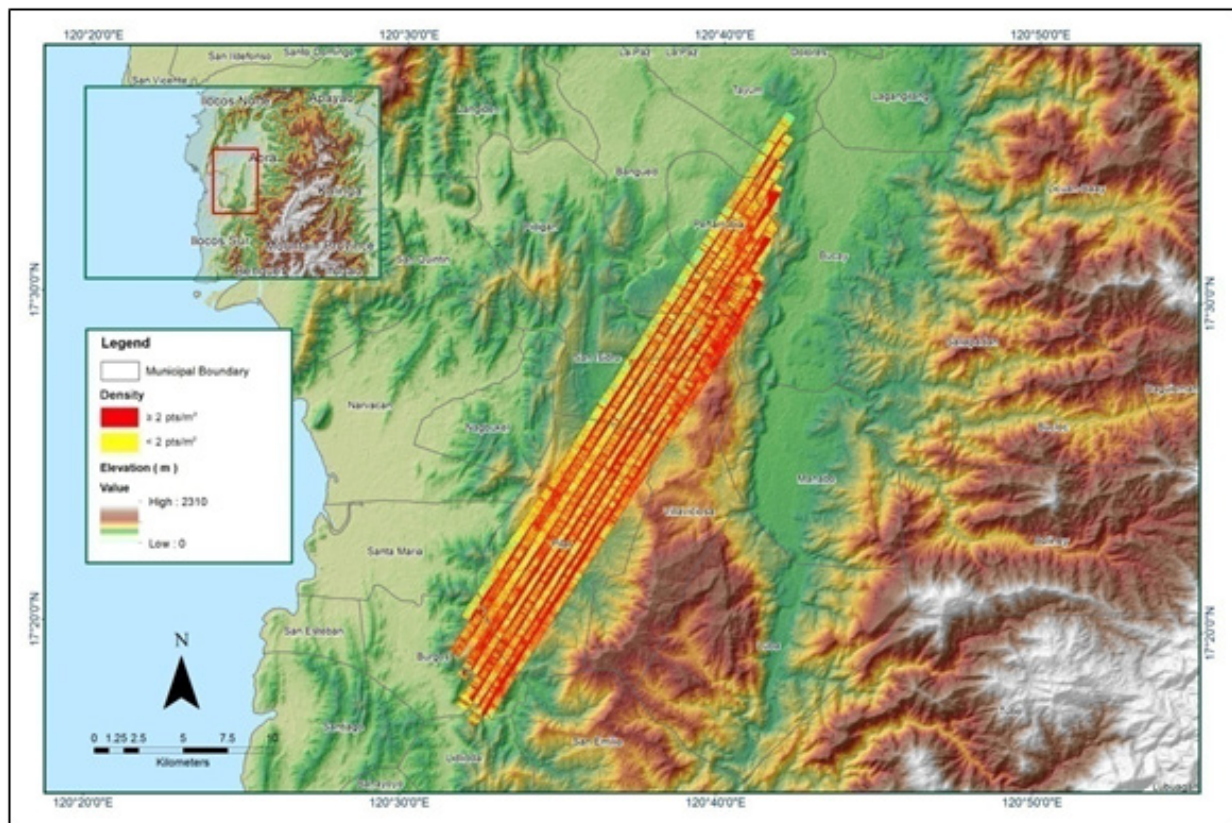 120°20'0"E
120°30'0"E
120°40'0"E
120°50'0"E
San Ildefonso
Santo Domingo
La Paz
La Paz
Dolores
San Vicente
Tayum
Lagangilang
Langiden
Ilocos Norte
Apayao
Abra
Ilocos Sur
Mountain Province
Bangued
Peñarrubia
Pidigan
San Quintin
Bucay
17°30'0"N
17°30'0"N
Legend
Municipal Boundary
Density
≥ 2 pts/m²
< 2 pts/m²
Elevation ( m )
Value
High : 2310
Low : 0
San Isidro
Sallapadan
Narvacan
Nagbukel
Bucloc
Manabo
Villaviciosa
Santa Maria
Pilar
Boliney
17°20'0"N
17°20'0"N
San Esteban
Burgos
Luba
N
Tubo
Santiago
San Emilio
0 1.25 2.5 5 7.5 10
Kilometers
Lidlidda
120°20'0"E
120°30'0"E
120°40'0"E
120°50'0"E